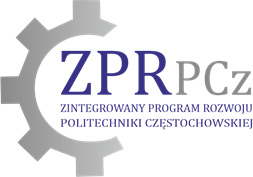 ZPRPCz
ZINTEGROWANY PROGRAM ROZWOJU
POLITECHNIKI CZĘSTOCHOWSKIEJ